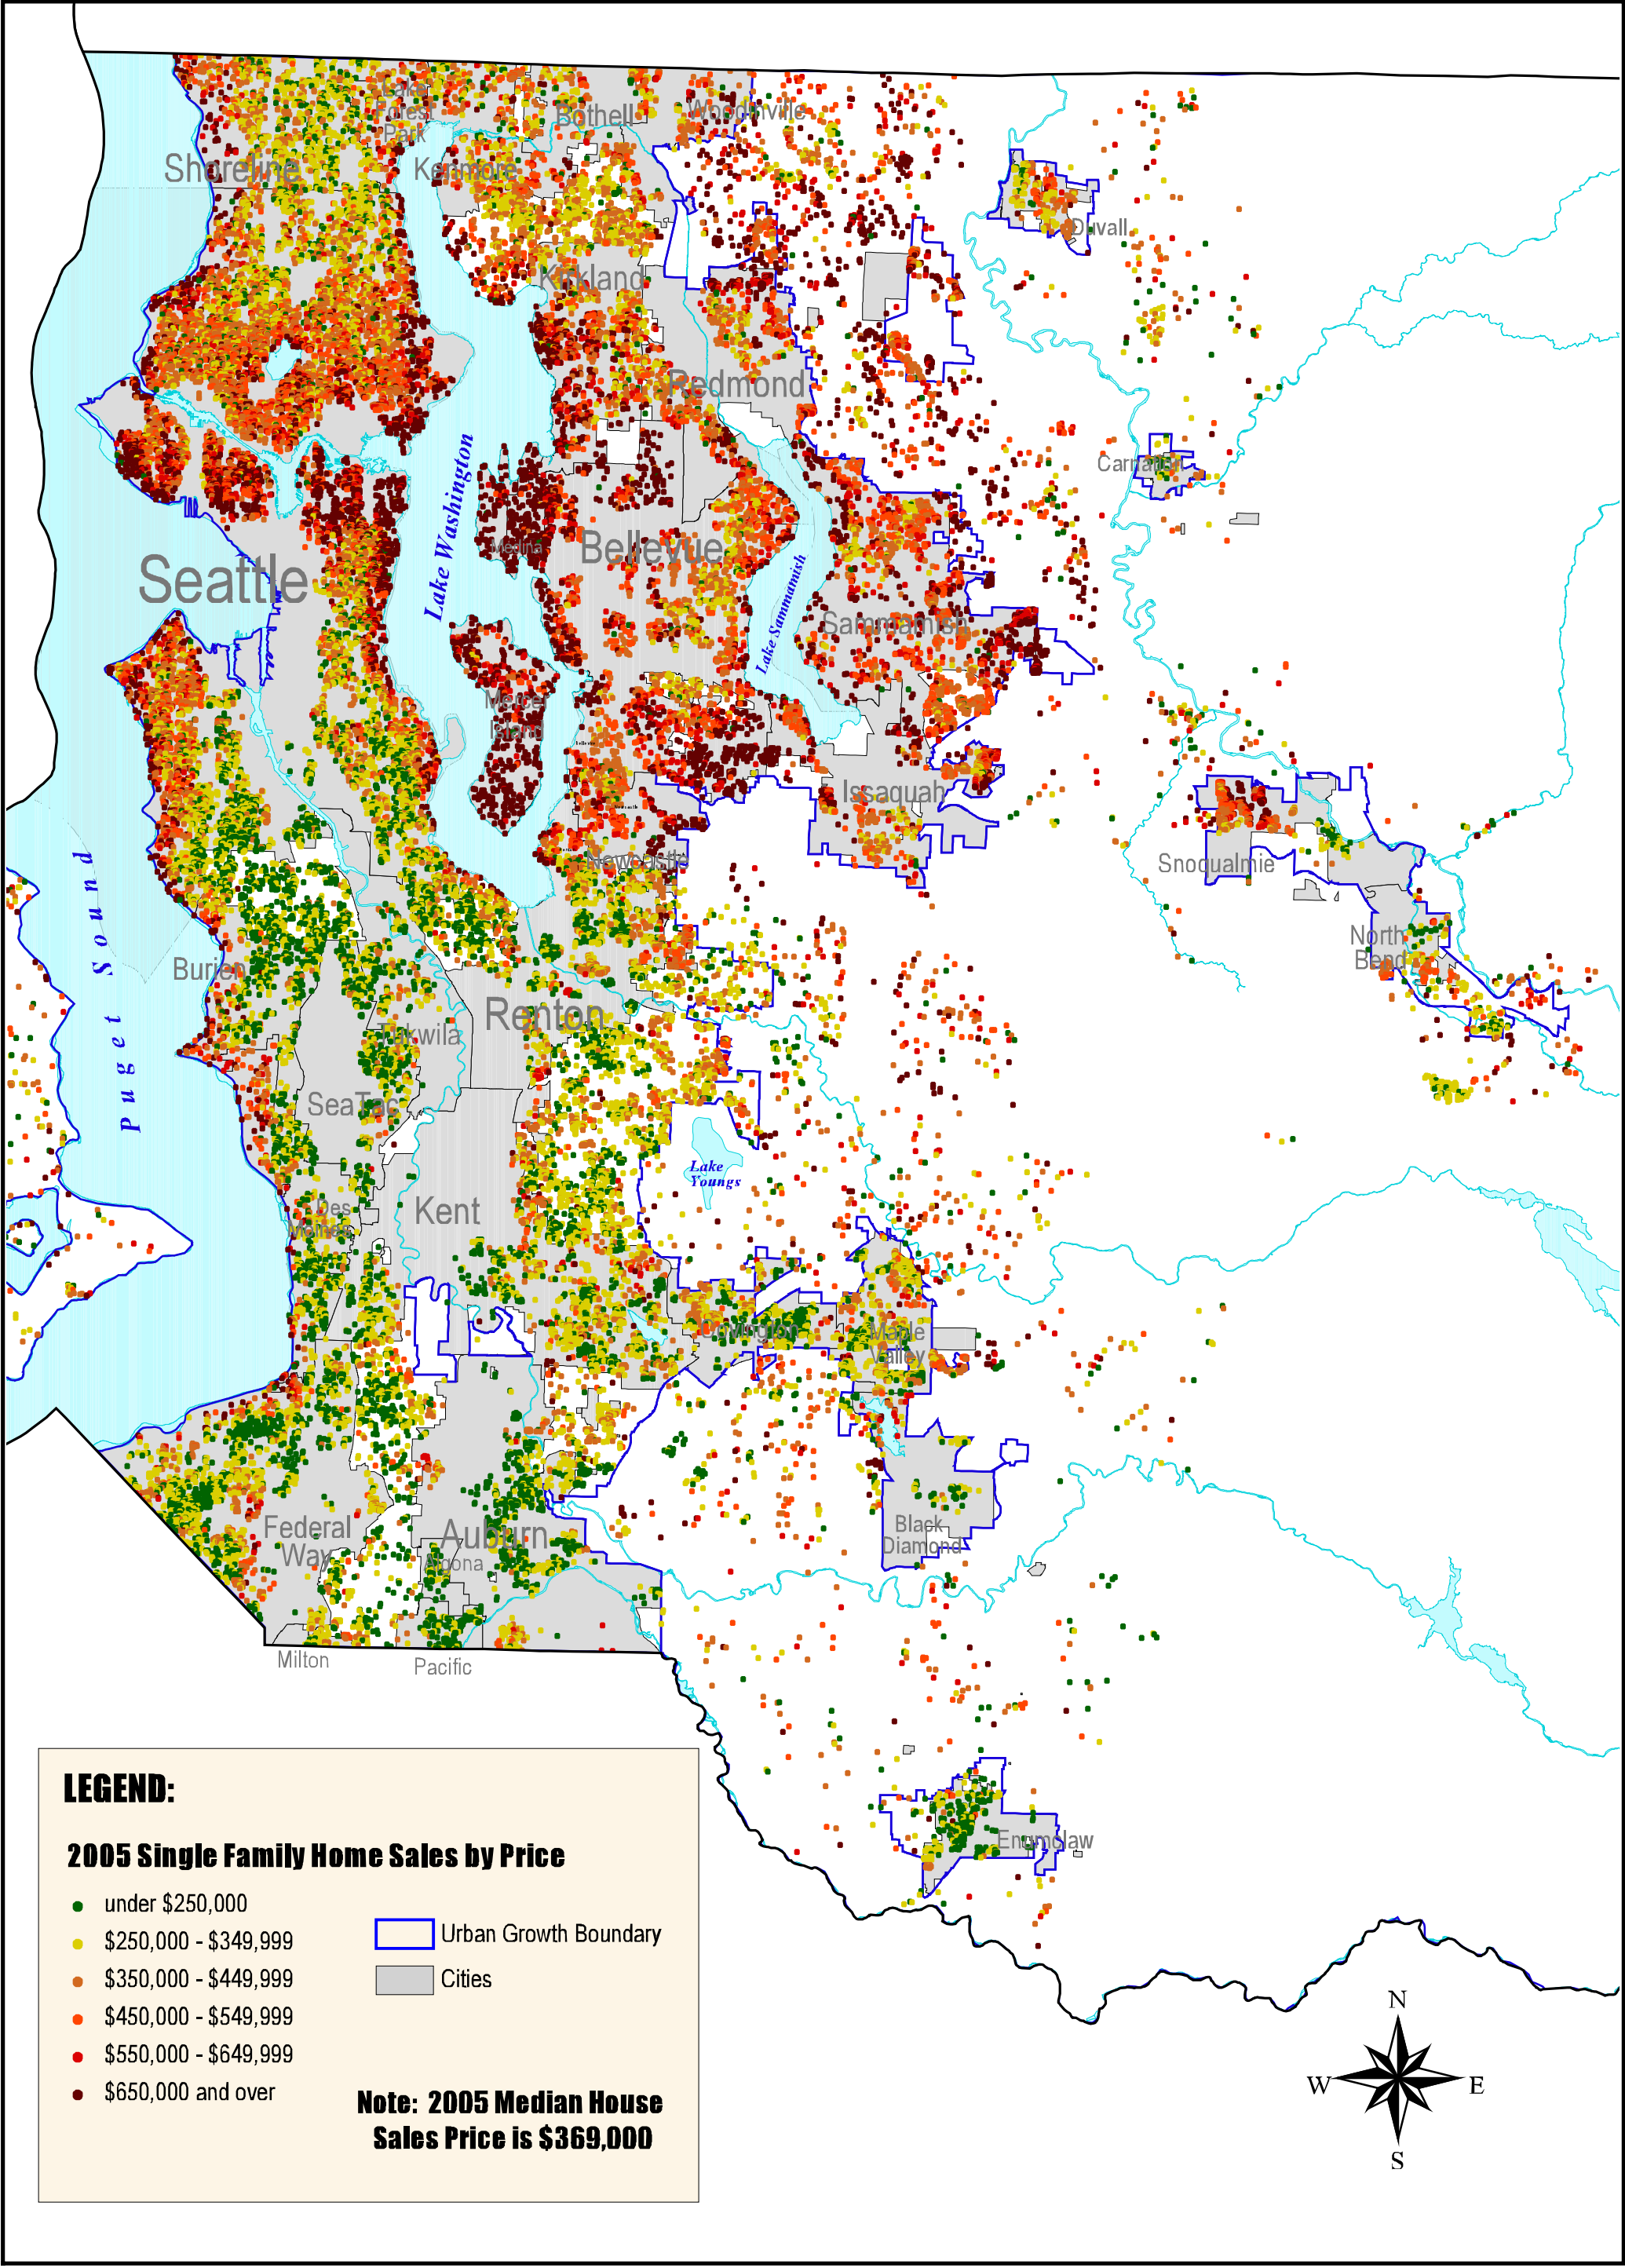 Lake
Forest
Park
Bothell
Woodinville
Shoreline
Kenmore
Duvall
Kirkland
Redmond
Carnation
Lake Washington
Medina
Bellevue
Seattle
Lake Sammamish
Sammamish
Mercer
Island
Issaquah
Newcastle
Snoqualmie
Puget Sound
North
Bend
Burien
Renton
Tukwila
SeaTac
Lake
Youngs
Kent
Des
Moines
Covington
Maple
Valley
Black
Diamond
Federal
Way
Auburn
Algona
Milton
Pacific
Enumclaw
LEGEND:
2005 Single Family Home Sales by Price
under $250,000
$250,000 - $349,999
$350,000 - $449,999
$450,000 - $549,999
$550,000 - $649,999
$650,000 and over
Urban Growth Boundary
Cities
Note: 2005 Median House
Sales Price is $369,000
N
W
E
S